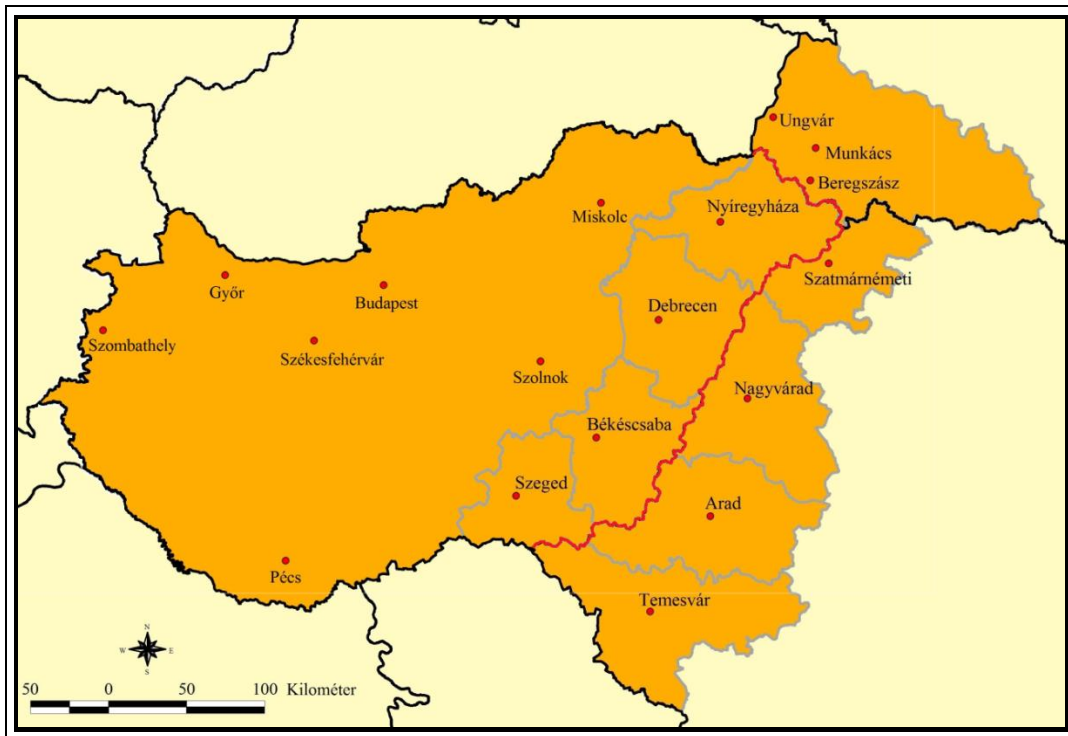 Ungvár
Munkács
Beregszász
Miskolc
Nyíregyháza
Szatmárnémeti
Győr
Budapest
Debrecen
Szombathely
Székesfehérvár
Szolnok
Nagyvárad
Békéscsaba
Szeged
Arad
Pécs
Temesvár
N
W E
S
50 0 50 100 Kilométer